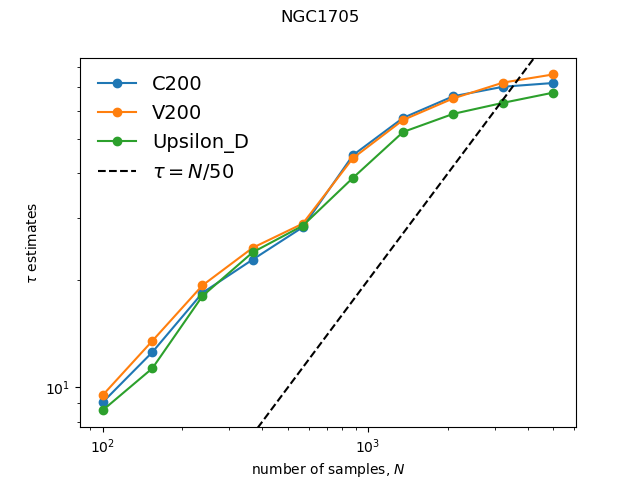 NGC1705
C200
V200
Upsilon_D
τ = N/50
τ estimates
10¹
10² 10³
number of samples, N